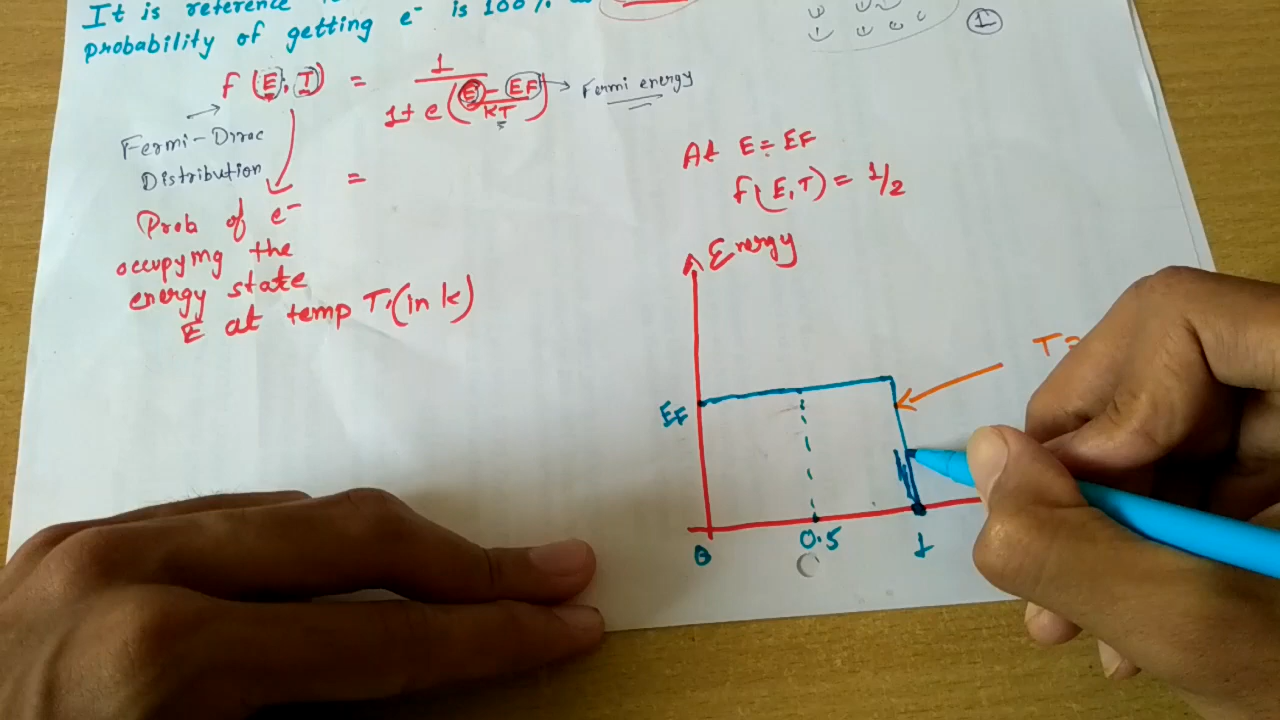 It is reference
probability of getting e⁻ is 100%
f (E, T) = 1 / 1 + e (E - EF / KT)
Fermi energy
Fermi - Dirac
Distribution
=
Prob of e⁻
occupying the
energy state
E at temp T, (in k)
1
At E = EF
f(E, T) = 1/2
Energy
T=
EF
0 0.5 1